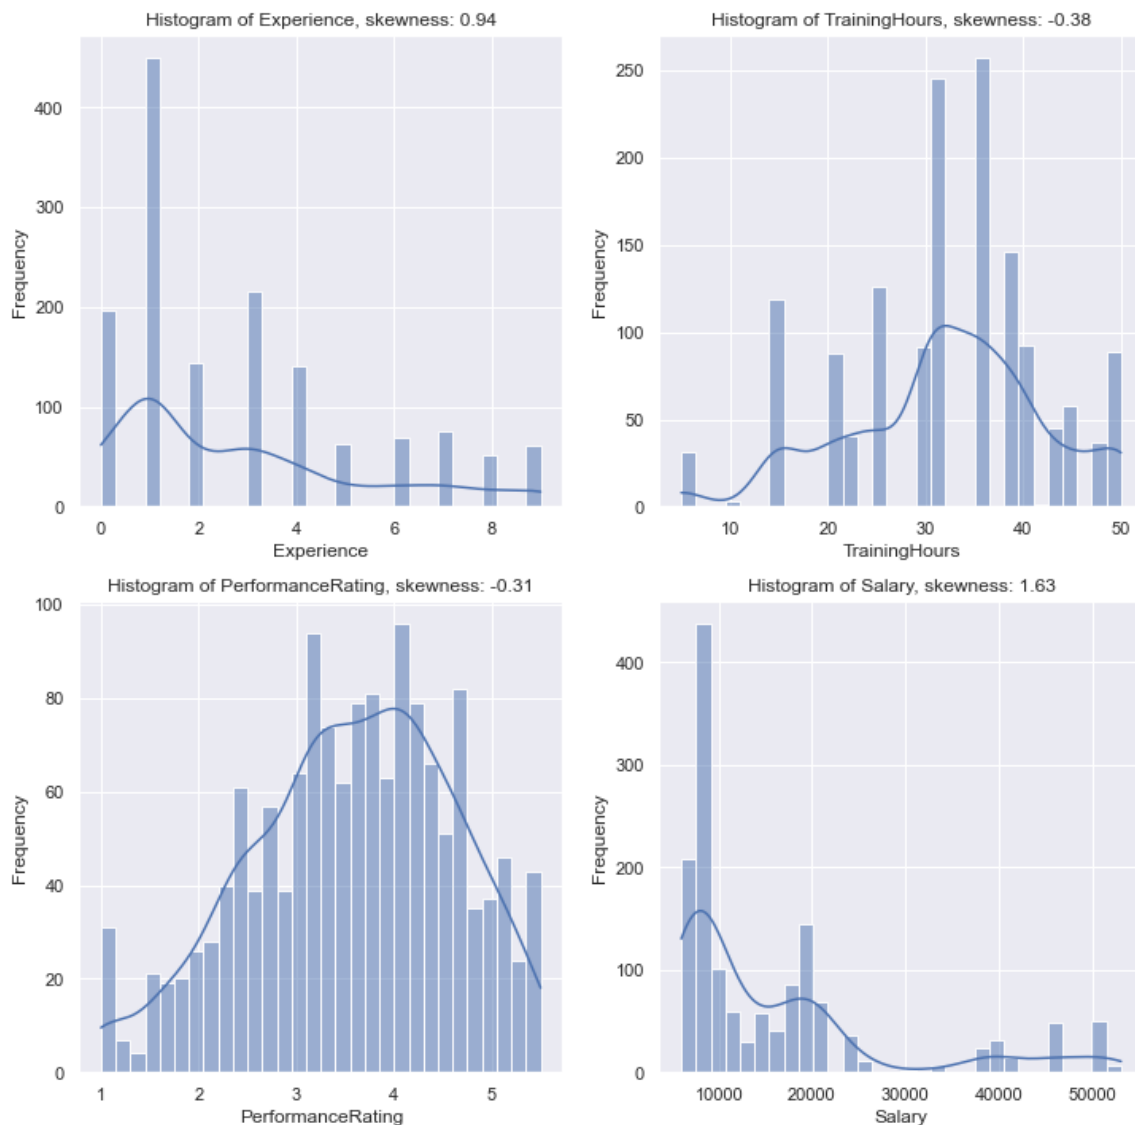 Histogram of Experience, skewness: 0.94
400
300
200
100
0
Frequency
0 2 4 6 8
Experience
Histogram of TrainingHours, skewness: -0.38
250
200
150
100
50
0
Frequency
10 20 30 40 50
TrainingHours
Histogram of PerformanceRating, skewness: -0.31
100
80
60
40
20
0
Frequency
1 2 3 4 5
PerformanceRating
Histogram of Salary, skewness: 1.63
400
300
200
100
0
Frequency
10000 20000 30000 40000 50000
Salary